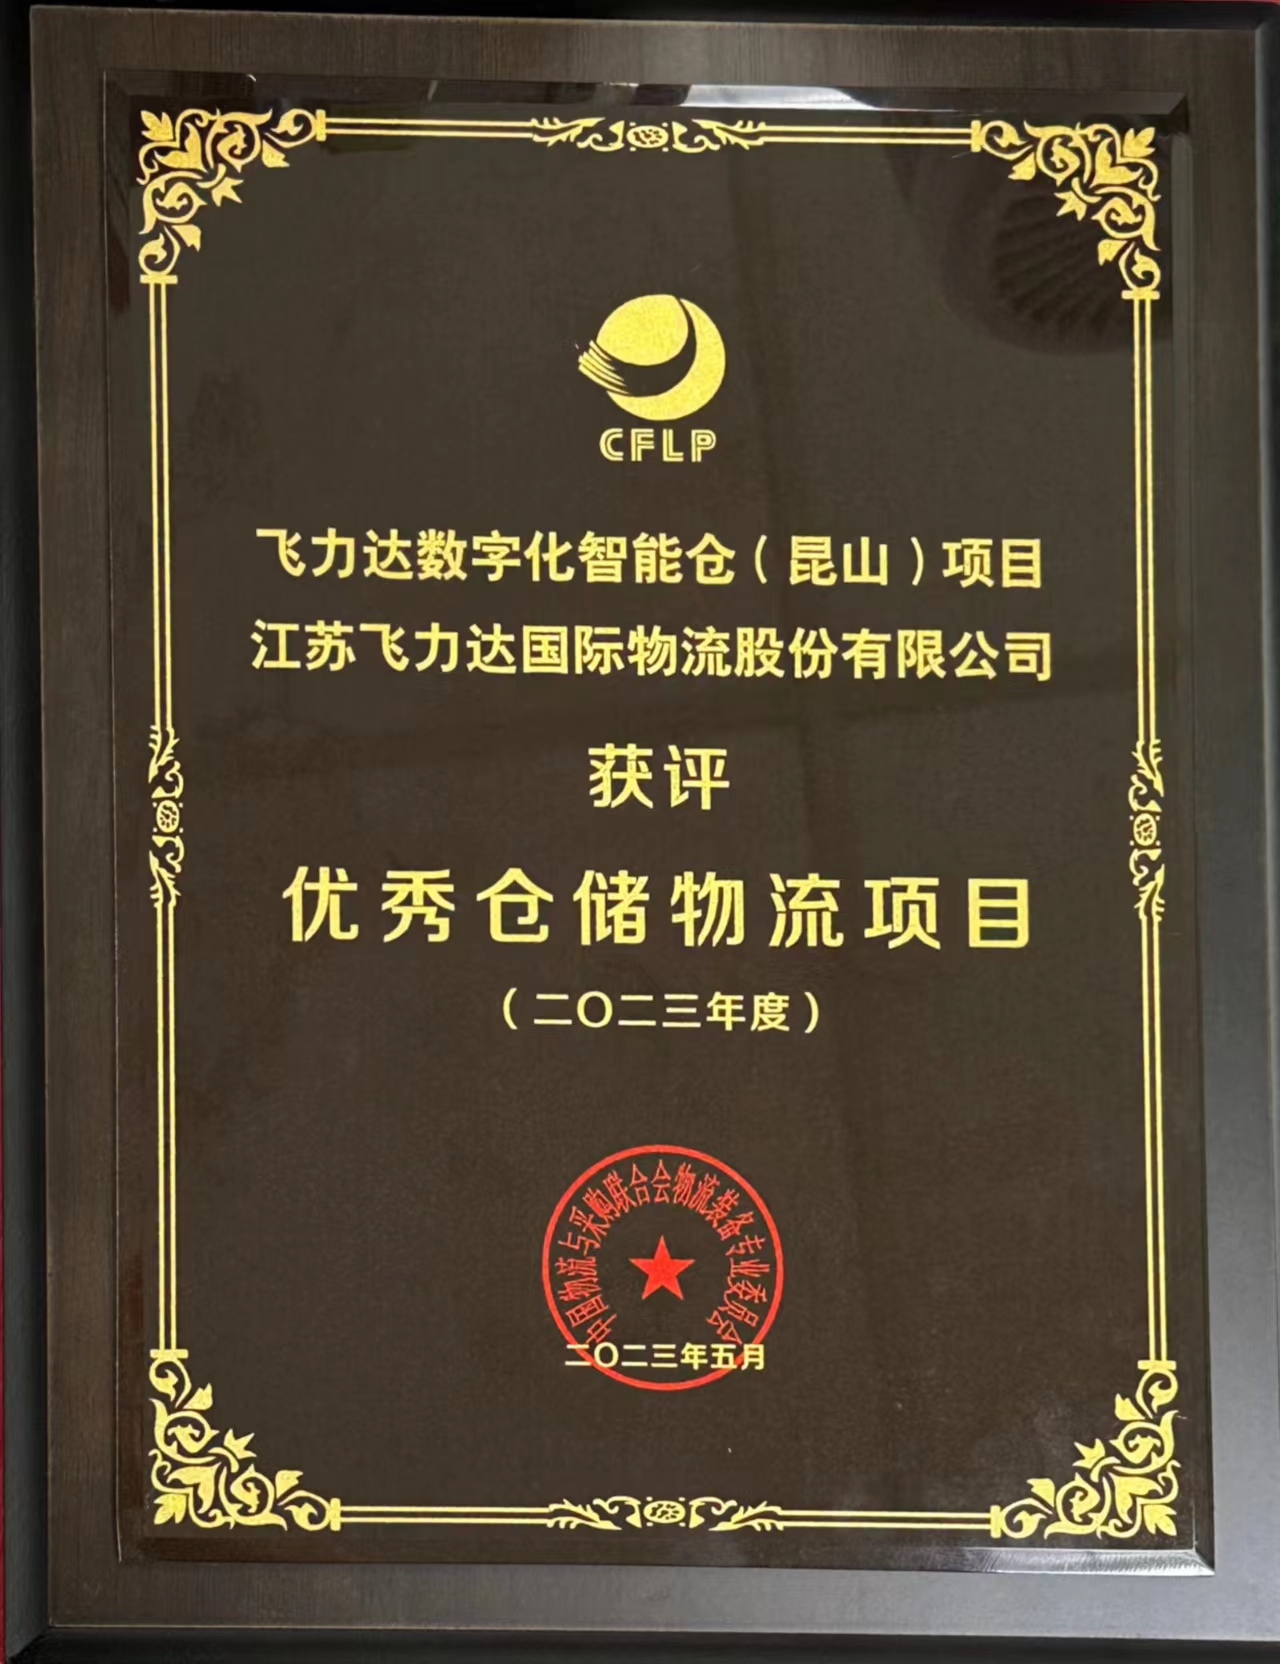 CFLP
飞力达数字化智能仓（昆山）项目
江苏飞力达国际物流股份有限公司
获评
优秀仓储物流项目
（二〇二三年度）
中国物流与采购联合会物流装备专业委员会
二〇二三年五月